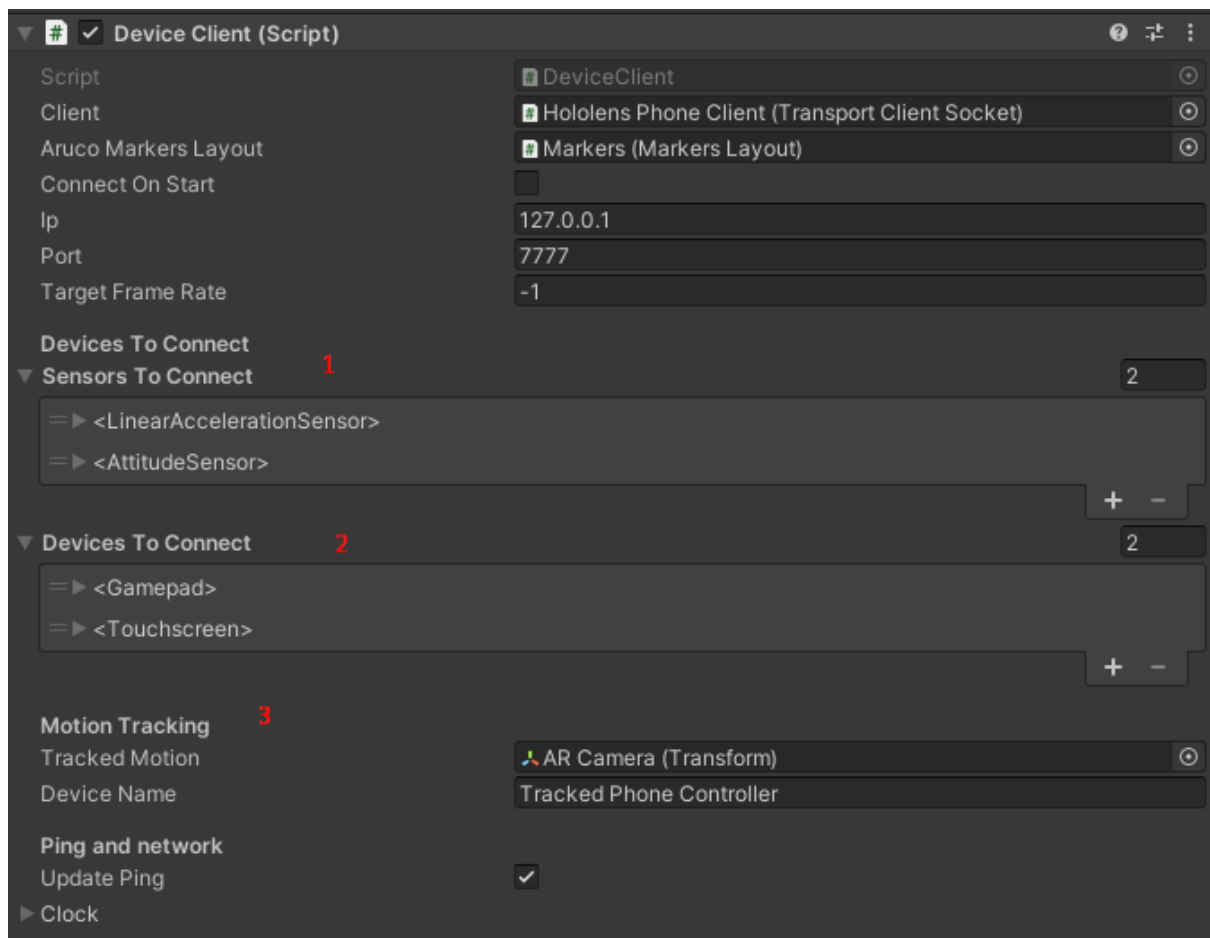 Device Client (Script)
Script DeviceClient
Client Hololens Phone Client (Transport Client Socket)
Aruco Markers Layout Markers (Markers Layout)
Connect On Start
Ip 127.0.0.1
Port 7777
Target Frame Rate -1
Devices To Connect
Sensors To Connect 1 2
<LinearAccelerationSensor>
<AttitudeSensor>
+ −
Devices To Connect 2 2
<Gamepad>
<Touchscreen>
+ −
Motion Tracking 3
Tracked Motion AR Camera (Transform)
Device Name Tracked Phone Controller
Ping and network
Update Ping
Clock